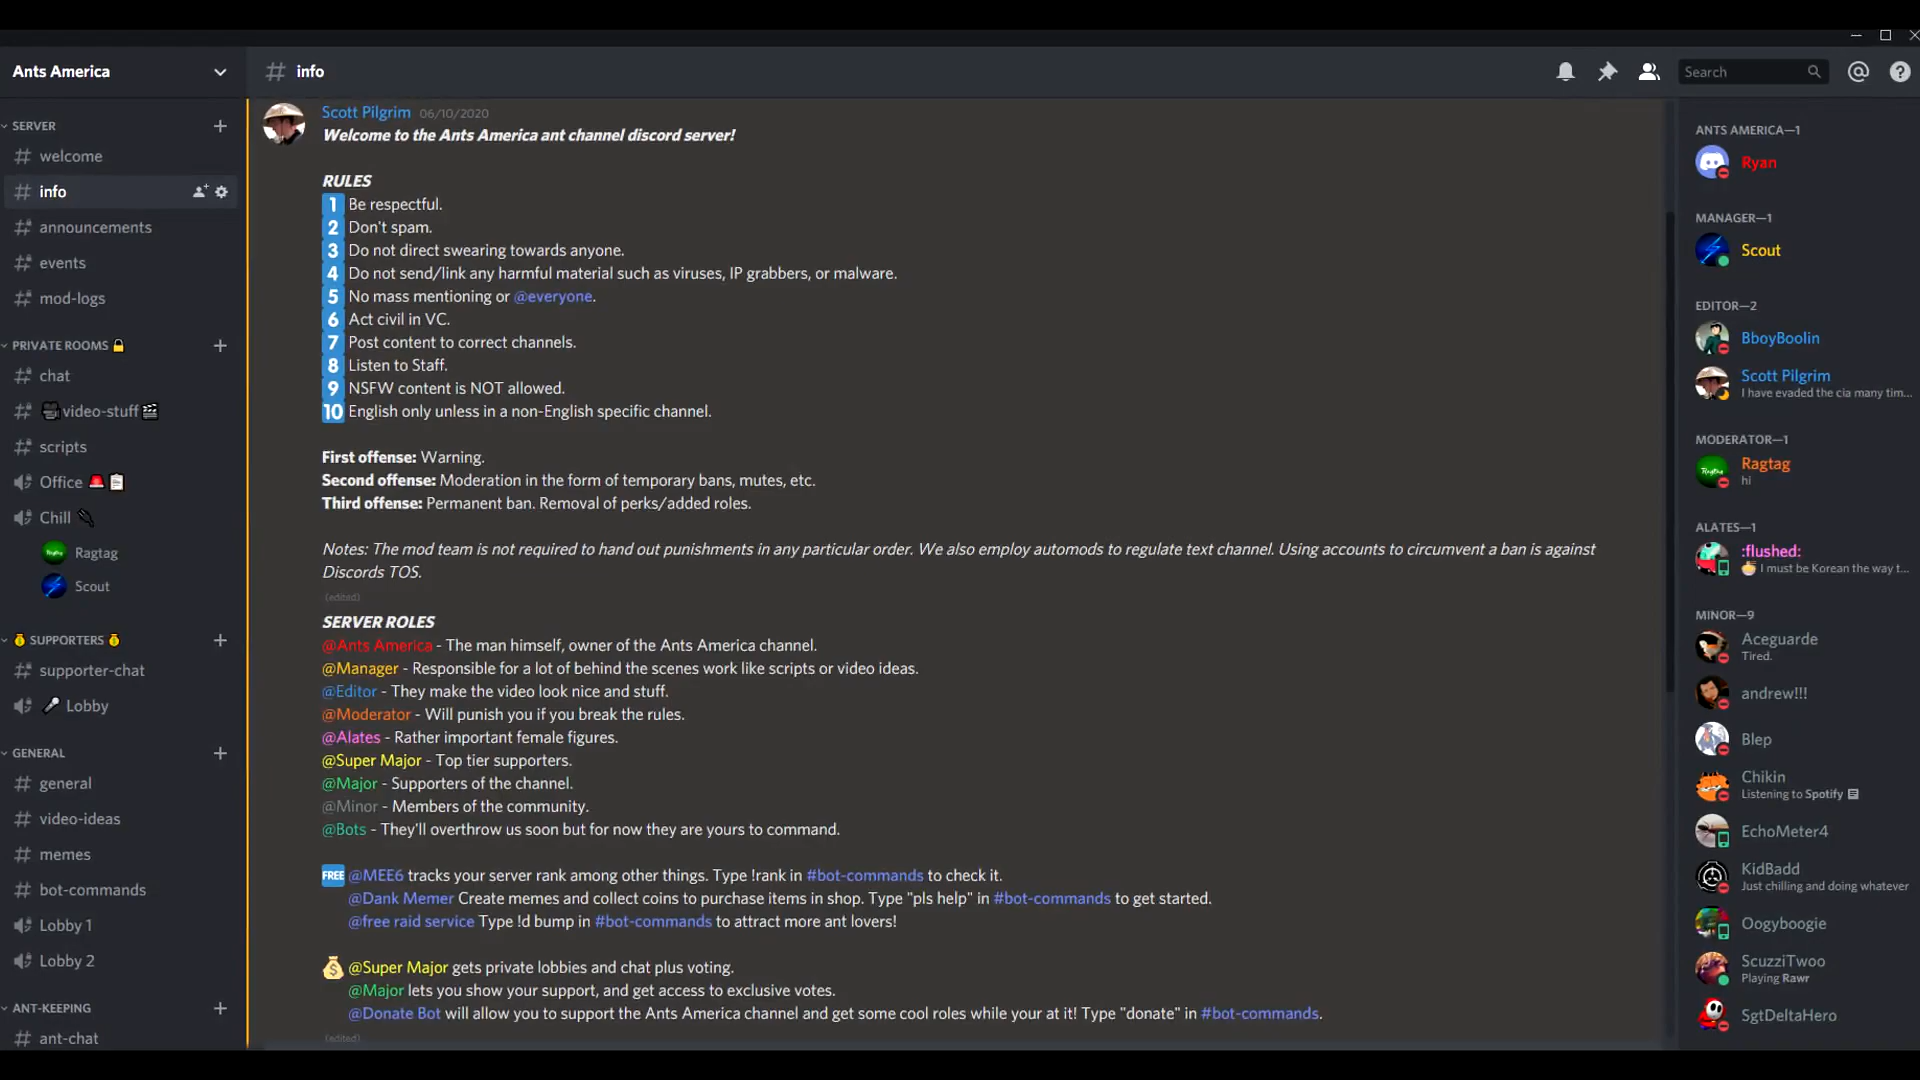 Ants America
SERVER
welcome
info
announcements
events
mod-logs
PRIVATE ROOMS
chat
video-stuff
scripts
Office
Chill
Ragtag
Scout
SUPPORTERS
supporter-chat
Lobby
GENERAL
general
video-ideas
memes
bot-commands
Lobby 1
Lobby 2
ANT-KEEPING
ant-chat
# info
Search
Scott Pilgrim 06/10/2020
Welcome to the Ants America ant channel discord server!
RULES
1 Be respectful.
2 Don't spam.
3 Do not direct swearing towards anyone.
4 Do not send/link any harmful material such as viruses, IP grabbers, or malware.
5 No mass mentioning or @everyone.
6 Act civil in VC.
7 Post content to correct channels.
8 Listen to Staff.
9 NSFW content is NOT allowed.
10 English only unless in a non-English specific channel.
First offense: Warning.
Second offense: Moderation in the form of temporary bans, mutes, etc.
Third offense: Permanent ban. Removal of perks/added roles.
Notes: The mod team is not required to hand out punishments in any particular order. We also employ automods to regulate text channel. Using accounts to circumvent a ban is against
Discords TOS.
(edited)
SERVER ROLES
@Ants America - The man himself, owner of the Ants America channel.
@Manager - Responsible for a lot of behind the scenes work like scripts or video ideas.
@Editor - They make the video look nice and stuff.
@Moderator - Will punish you if you break the rules.
@Alates - Rather important female figures.
@Super Major - Top tier supporters.
@Major - Supporters of the channel.
@Minor - Members of the community.
@Bots - They'll overthrow us soon but for now they are yours to command.
FREE @MEE6 tracks your server rank among other things. Type !rank in #bot-commands to check it.
@Dank Memer Create memes and collect coins to purchase items in shop. Type "pls help" in #bot-commands to get started.
@free raid service Type !d bump in #bot-commands to attract more ant lovers!
@Super Major gets private lobbies and chat plus voting.
@Major lets you show your support, and get access to exclusive votes.
@Donate Bot will allow you to support the Ants America channel and get some cool roles while your at it! Type "donate" in #bot-commands.
(edited)
ANTS AMERICA—1
Ryan
MANAGER—1
Scout
EDITOR—2
BboyBoolin
Scott Pilgrim
I have evaded the cia many tim...
MODERATOR—1
Ragtag
hi
ALATES—1
:flushed:
I must be Korean the way t...
MINOR—9
Aceguarde
Tired.
andrew!!!
Blep
Chikin
Listening to Spotify
EchoMeter4
KidBadd
Just chilling and doing whatever
Oogyboogie
ScuzziTwoo
Playing Rawr
SgtDeltaHero